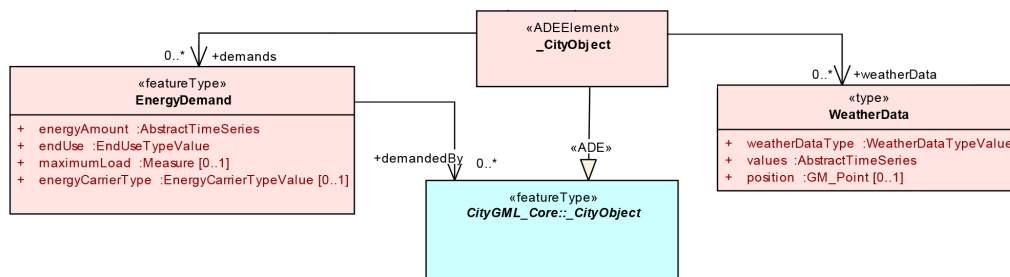 «ADEElement»
_CityObject
0..*
+demands
0..*
+weatherData
«featureType»
EnergyDemand
+ energyAmount :AbstractTimeSeries
+ endUse :EndUseTypeValue
+ maximumLoad :Measure [0..1]
+ energyCarrierType :EnergyCarrierTypeValue [0..1]
«type»
WeatherData
+ weatherDataType :WeatherDataTypeValue
+ values :AbstractTimeSeries
+ position :GM_Point [0..1]
«ADE»
+demandedBy
0..*
«featureType»
CityGML_Core::_CityObject